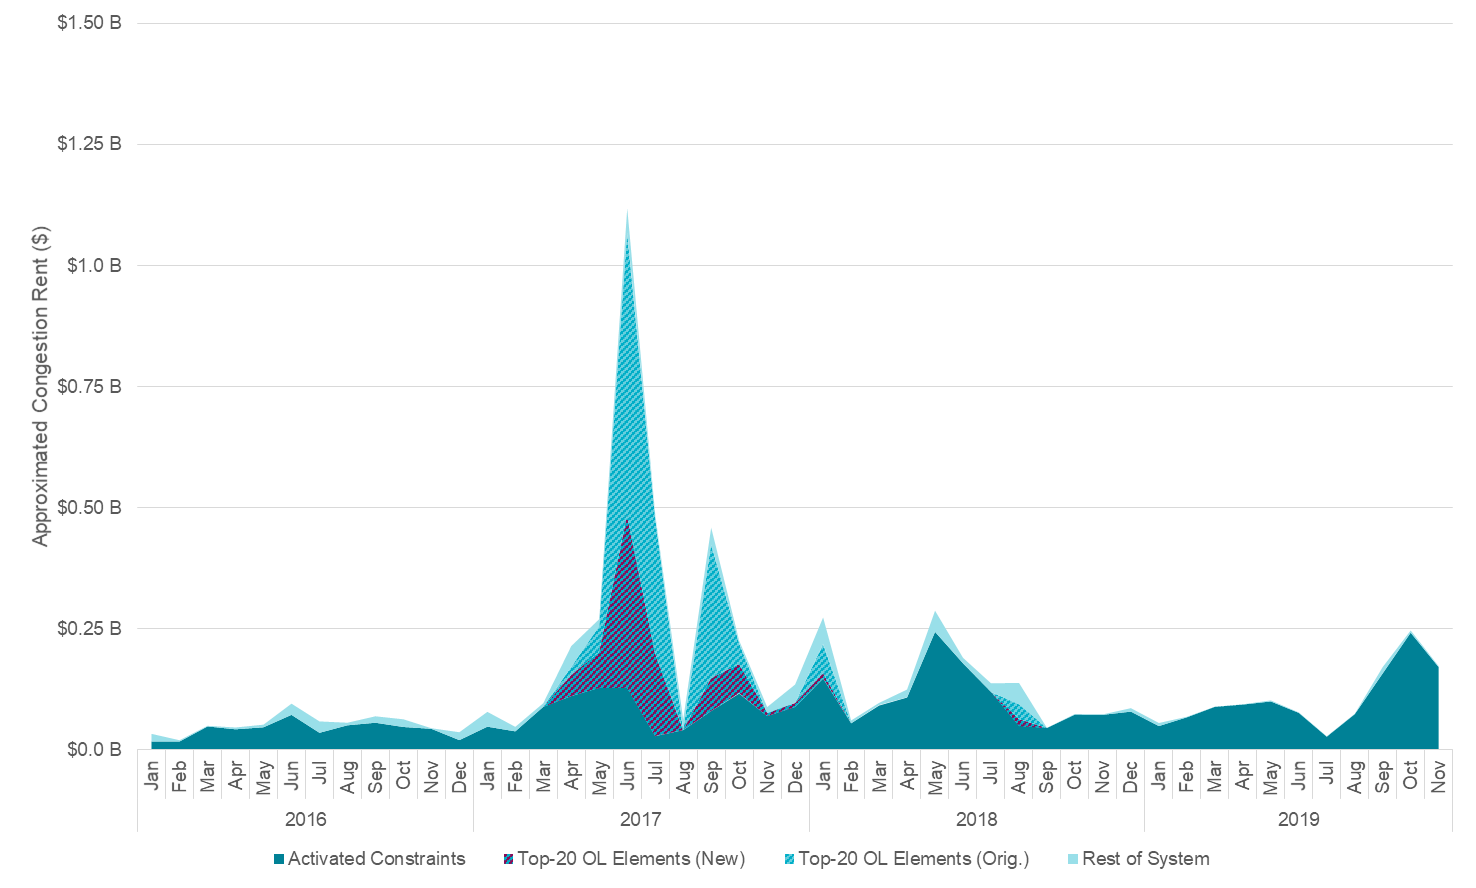 $1.50 B
$1.25 B
$1.0 B
$0.75 B
$0.50 B
$0.25 B
$0.0 B
Approximated Congestion Rent ($)
Jan Feb Mar Apr May Jun Jul Aug Sep Oct Nov Dec Jan Feb Mar Apr May Jun Jul Aug Sep Oct Nov Dec Jan Feb Mar Apr May Jun Jul Aug Sep Oct Nov Dec Jan Feb Mar Apr May Jun Jul Aug Sep Oct Nov
2016 2017 2018 2019
Activated Constraints Top-20 OL Elements (New) Top-20 OL Elements (Orig.) Rest of System